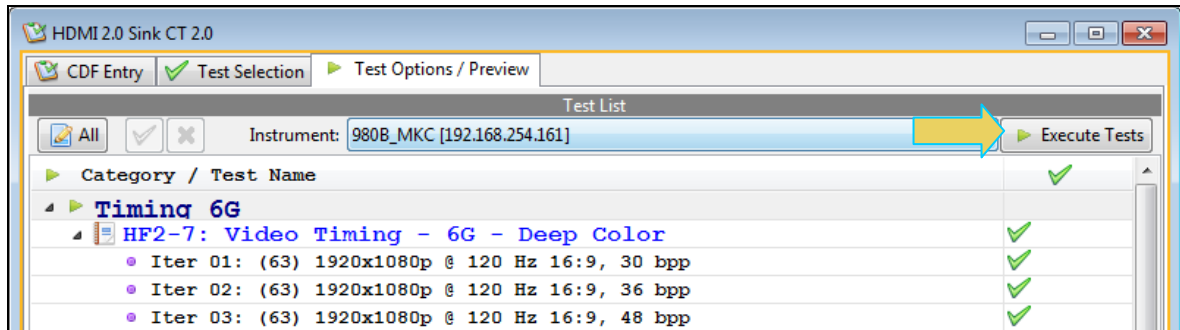 HDMI 2.0 Sink CT 2.0
CDF Entry Test Selection Test Options / Preview
Test List
All Instrument: 980B_MKC [192.168.254.161] Execute Tests
Category / Test Name
Timing 6G
HF2-7: Video Timing - 6G - Deep Color
Iter 01: (63) 1920x1080p @ 120 Hz 16:9, 30 bpp
Iter 02: (63) 1920x1080p @ 120 Hz 16:9, 36 bpp
Iter 03: (63) 1920x1080p @ 120 Hz 16:9, 48 bpp